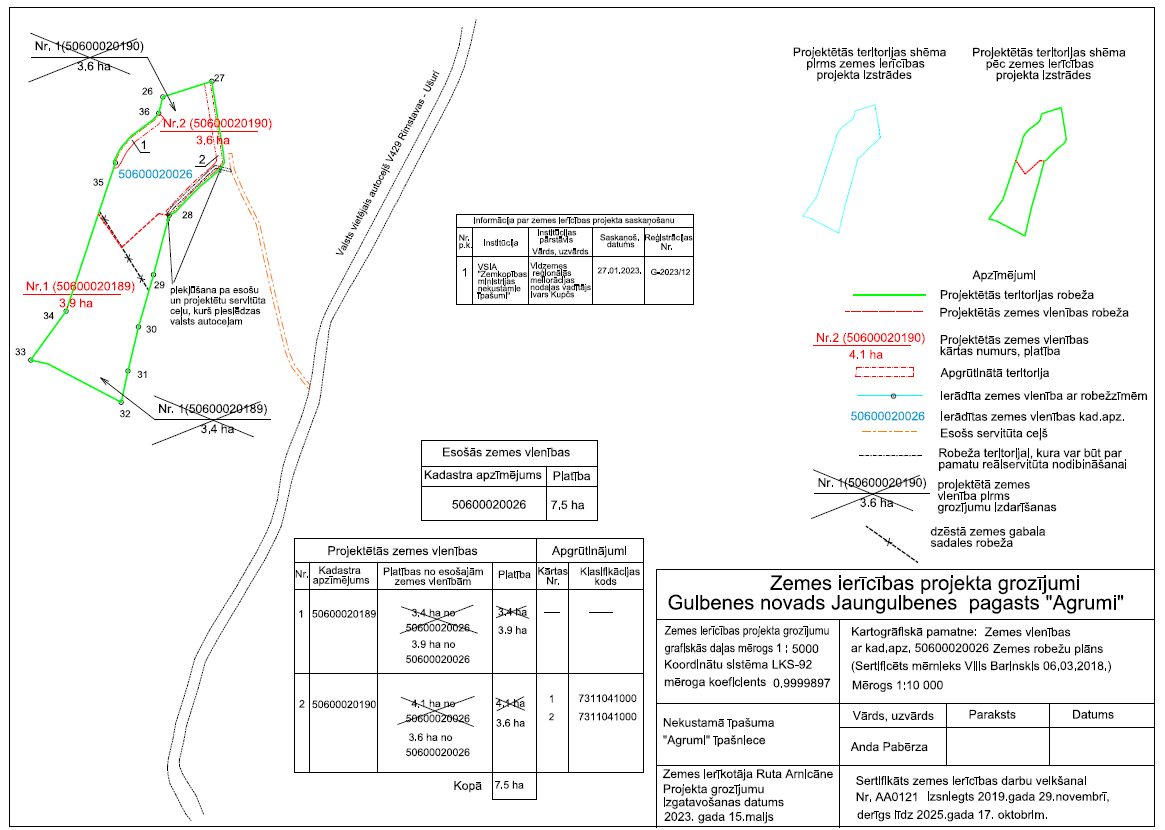 Nr. 1(50600020190)
3.6 ha
27
26
36
Nr.2 (50600020190)
3,6 ha
1
2
50600020026
35
28
29
Nr.1 (50600020189)
3.9 ha
34
30
33
31
32
piekļūšana pa esošu
un projektētu servitūta
ceļu, kurš pieslēdzas
valsts autoceļam
Nr. 1(50600020189)
3,4 ha
Valsts vietējais autoceļš V429 Rimstavas - Ušuri
Projektētās teritorijas shēma
pirms zemes ierīcības
projekta izstrādes
Projektētās teritorijas shēma
pēc zemes ierīcības
projekta izstrādes
Informācija par zemes ierīcības projekta saskaņošanu
Nr. p.k.
Institūcija
Institūcijas pārstāvis
Vārds, uzvārds
Saskaņoš. datums
Reģistrācijas Nr.
1
VSIA
"Zemkopības
ministrijas
nekustamie
īpašumi"
Vidzemes
reģionālās
meliorācijas
nodaļas vadītājs
Ivars Kupčs
27.01.2023.
G-2023/12
Apzīmējumi
Projektētās teritorijas robeža
Projektētās zemes vienības robeža
Nr.2 (50600020190)
4.1 ha
Projektētās zemes vienības
kārtas numurs, platība
Apgrūtinātā teritorija
Ierādīta zemes vienība ar robežzīmēm
50600020026
Ierādītas zemes vienības kad.apz.
Esošs servitūta ceļš
Robeža teritorijai, kura var būt par
pamatu reālservitūta nodibināšanai
Nr. 1(50600020190)
3.6 ha
projektētā zemes
vienība pirms
grozījumu izdarīšanas
dzēstā zemes gabala
sadales robeža
Esošās zemes vienības
Kadastra apzīmējums
Platība
50600020026
7,5 ha
Projektētās zemes vienības
Apgrūtinājumi
Nr.
Kadastra apzīmējums
Platības no esošajām zemes vienībām
Platība
Kārtas Nr.
Klasifikācijas kods
1
50600020189
3.4 ha no
50600020026
3.9 ha no
50600020026
3,4 ha
3.9 ha
2
50600020190
4.1 ha no
50600020026
3.6 ha no
50600020026
4,1 ha
3.6 ha
1
7311041000
2
7311041000
Kopā
7.5 ha
Zemes ierīcības projekta grozījumi
Gulbenes novads Jaungulbenes pagasts "Agrumi"
Zemes ierīcības projekta grozījumu
grafiskās daļas mērogs 1 : 5000
Koordinātu sistēma LKS-92
mēroga koeficients 0.9999897
Kartogrāfiskā pamatne: Zemes vienības
ar kad,apz, 50600020026 Zemes robežu plāns
(Sertificēts mērnieks Vilis Bariņskis 06,03,2018,)
Mērogs 1:10 000
Nekustamā īpašuma
"Agrumi" īpašniece
Vārds, uzvārds
Paraksts
Datums
Anda Pabērza
Zemes ierīkotāja Ruta Arnicāne
Projekta grozījumu
izgatavošanas datums
2023. gada 15.maijs
Sertifikāts zemes ierīcības darbu veikšanai
Nr, AA0121 Izsniegts 2019.gada 29.novembrī,
derīgs līdz 2025.gada 17. oktobrim.